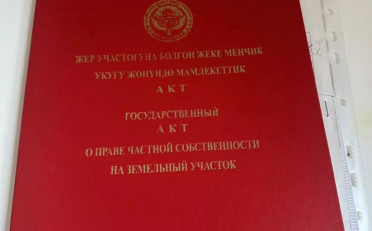 ЖЕР УЧАСТОГУНА БОЛГОН ЖЕКЕ МЕНЧИК
УКУГУ ЖӨНҮНДӨ МАМЛЕКЕТТИК
АКТ
ГОСУДАРСТВЕННЫЙ
АКТ
О ПРАВЕ ЧАСТНОЙ СОБСТВЕННОСТИ
НА ЗЕМЕЛЬНЫЙ УЧАСТОК